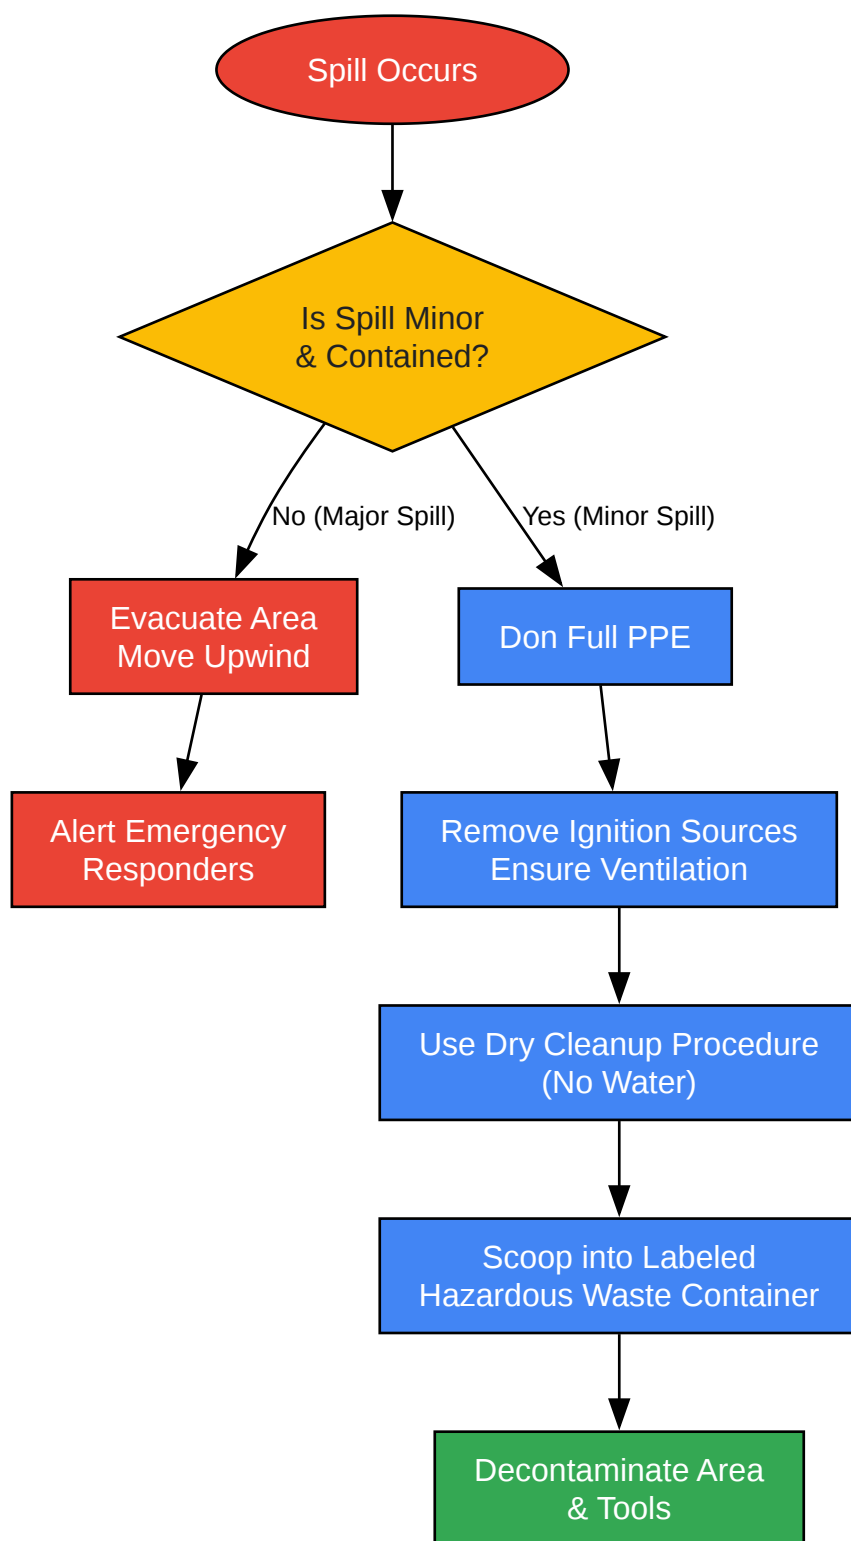 Spill Occurs
Is Spill Minor
& Contained?
No (Major Spill)
Yes (Minor Spill)
Evacuate Area
Move Upwind
Don Full PPE
Alert Emergency
Responders
Remove Ignition Sources
Ensure Ventilation
Use Dry Cleanup Procedure
(No Water)
Scoop into Labeled
Hazardous Waste Container
Decontaminate Area
& Tools